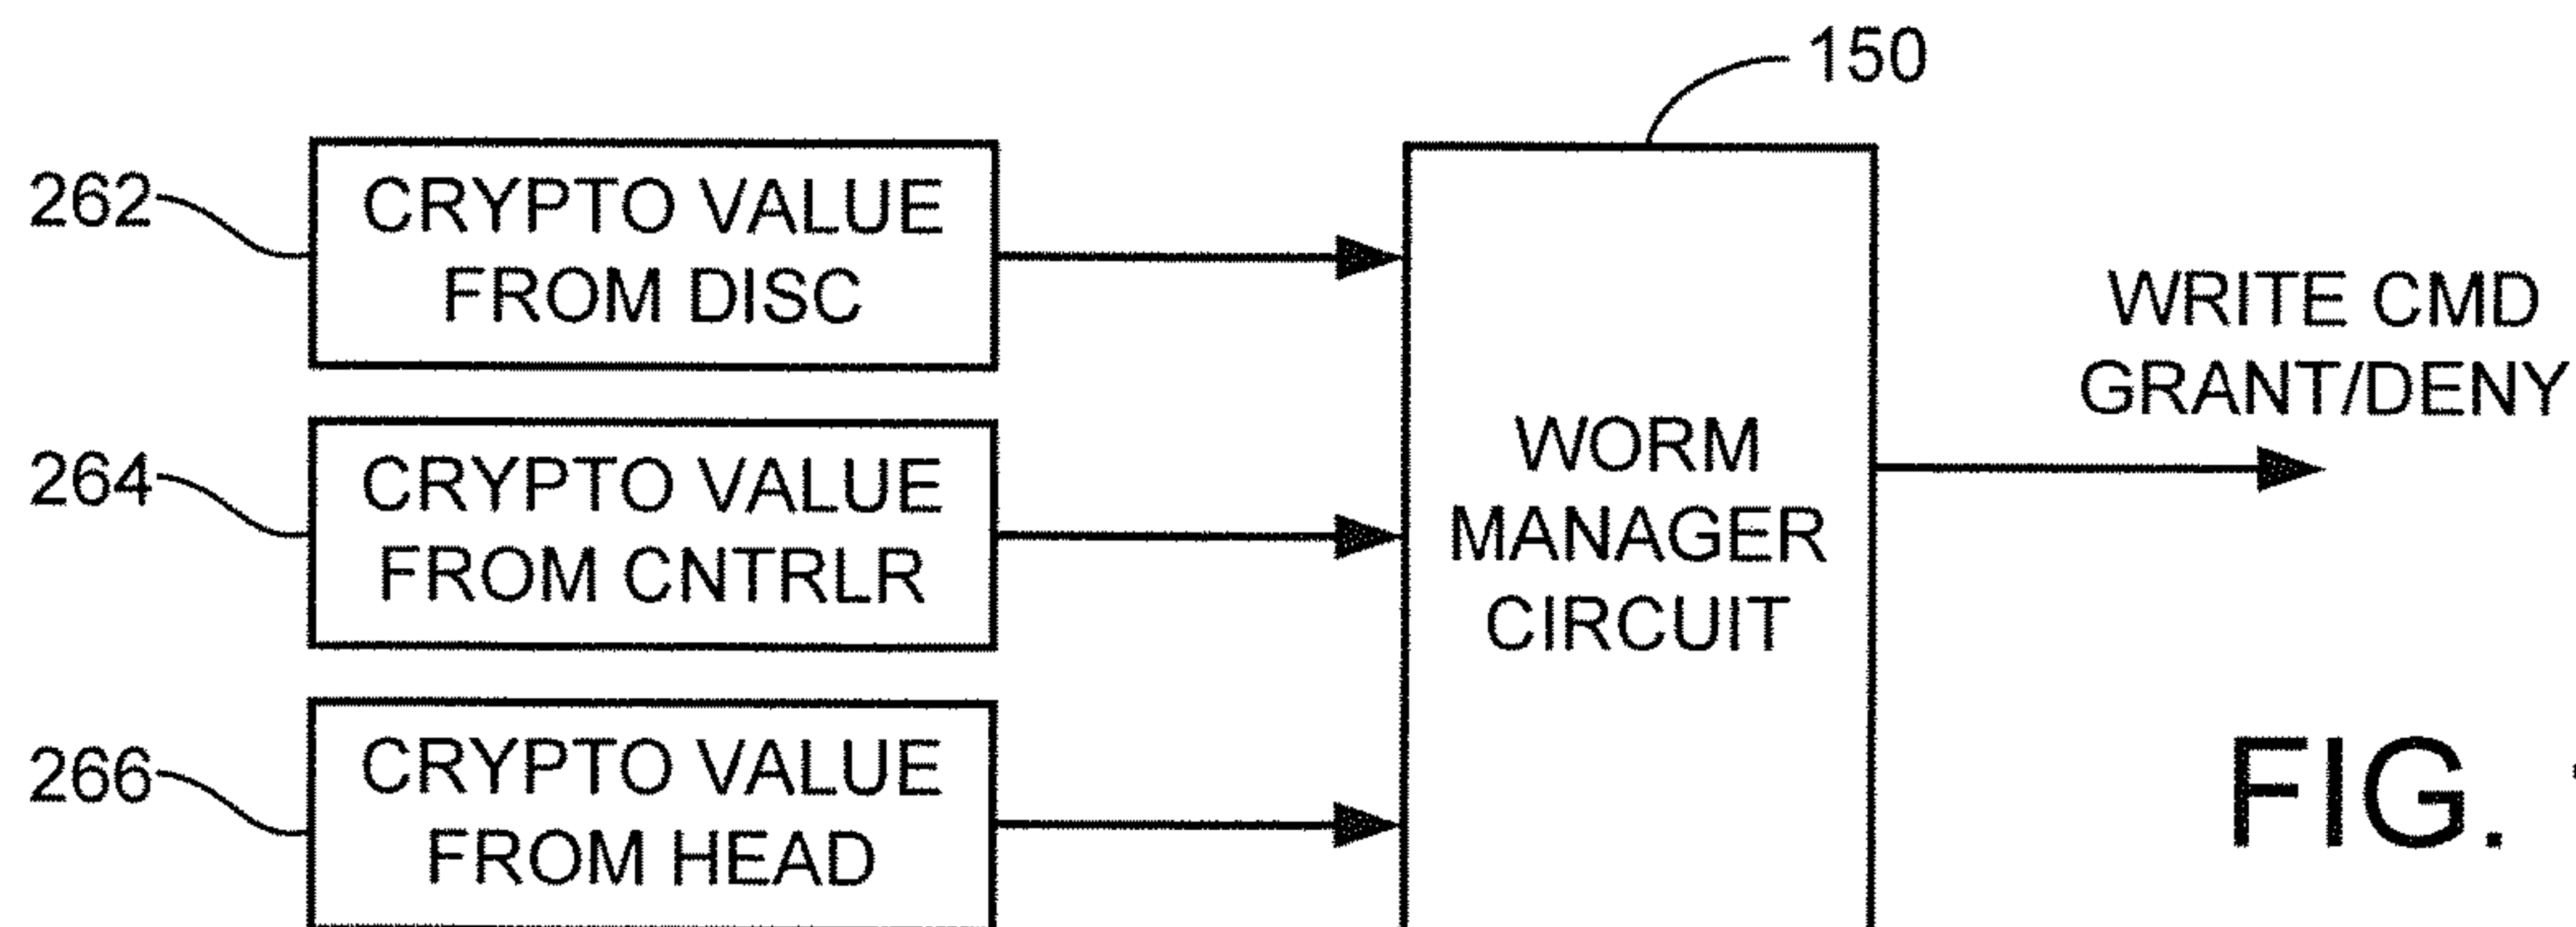 150
262
CRYPTO VALUE
FROM DISC
264
CRYPTO VALUE
FROM CNTRLR
266
CRYPTO VALUE
FROM HEAD
WORM
MANAGER
CIRCUIT
WRITE CMD
GRANT/DENY
FIG.